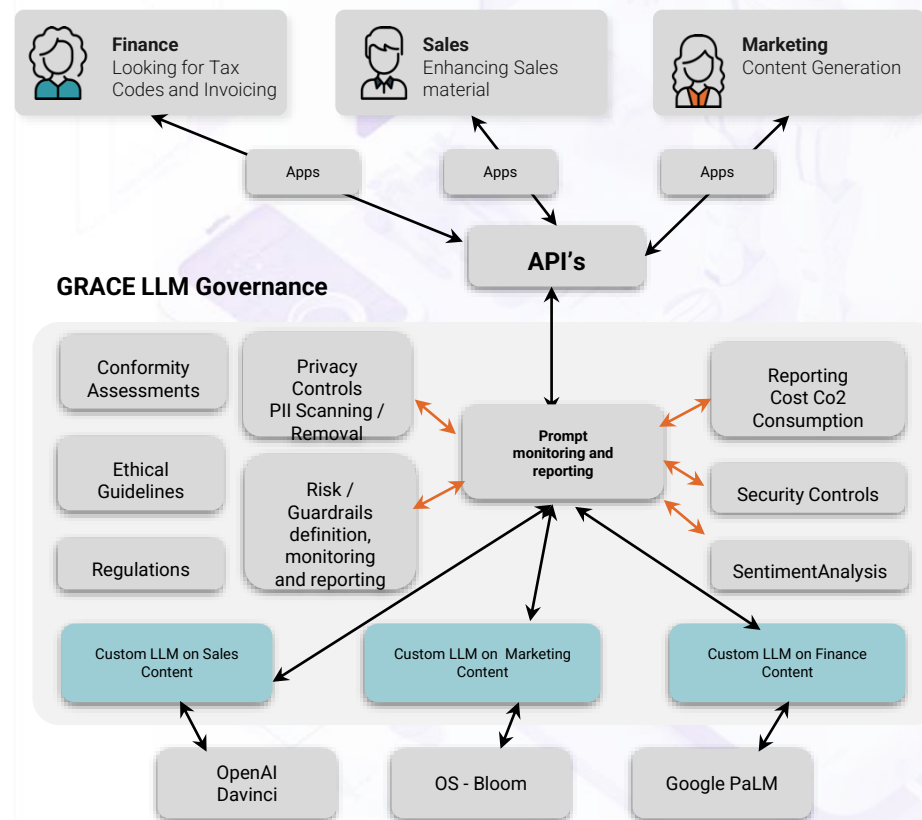 Finance
Looking for Tax
Codes and Invoicing
Sales
Enhancing Sales
material
Marketing
Content Generation
Apps
Apps
Apps
API's
GRACE LLM Governance
Conformity
Assessments
Privacy
Controls
PII Scanning /
Removal
Reporting
Cost Co2
Consumption
Prompt
monitoring and
reporting
Ethical
Guidelines
Risk /
Guardrails
definition,
monitoring
and reporting
Security Controls
Regulations
SentimentAnalysis
Custom LLM on Sales
Content
Custom LLM on  Marketing
Content
Custom LLM on Finance
Content
OpenAI
Davinci
OS - Bloom
Google PaLM